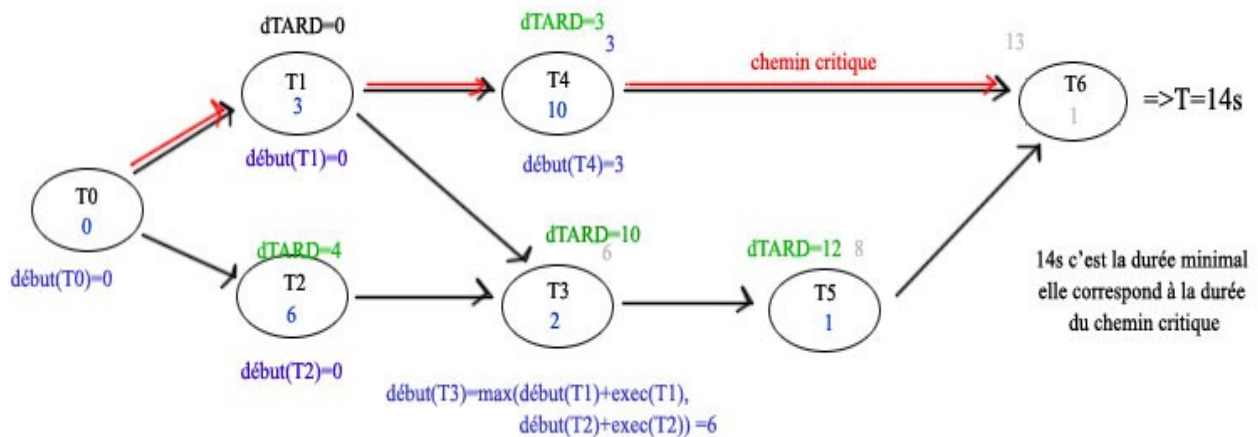 dTARD=0
dTARD=3
3
13
T1
3
T4
10
chemin critique
T6
1
=>T=14s
début(T1)=0
début(T4)=3
T0
0
début(T0)=0
dTARD=4
T2
6
début(T2)=0
dTARD=10
6
T3
2
dTARD=12
8
T5
1
14s c'est la durée minimal
elle correspond à la durée
du chemin critique
début(T3)=max(début(T1)+exec(T1),
début(T2)+exec(T2)) =6